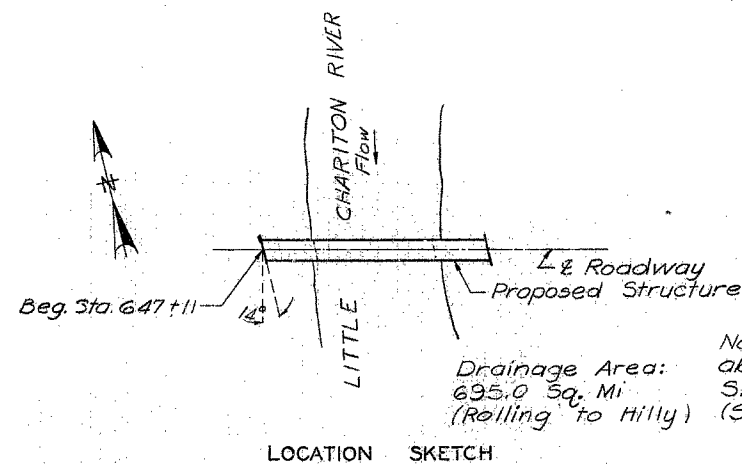 LITTLE CHARITON RIVER
Flow
N
Beg. Sta. 647+11
14°
℄ Roadway
Proposed Structure
Drainage Area:
695.0 Sq. Mi
(Rolling to Hilly)
LOCATION SKETCH